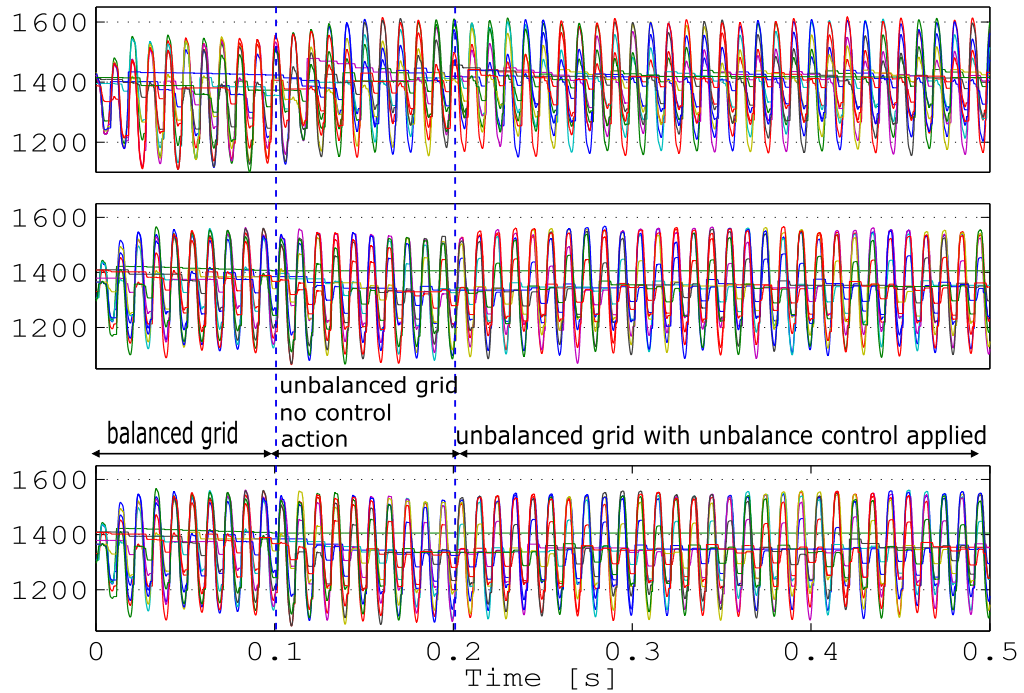 1600
1400
1200
1600
1400
1200
unbalanced grid
no control
action
balanced grid
unbalanced grid with unbalance control applied
1600
1400
1200
0 0.1 0.2 0.3 0.4 0.5
Time [s]